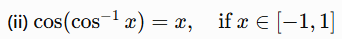 (ii) cos(cos⁻¹ x) = x, if x ∈ [−1, 1]